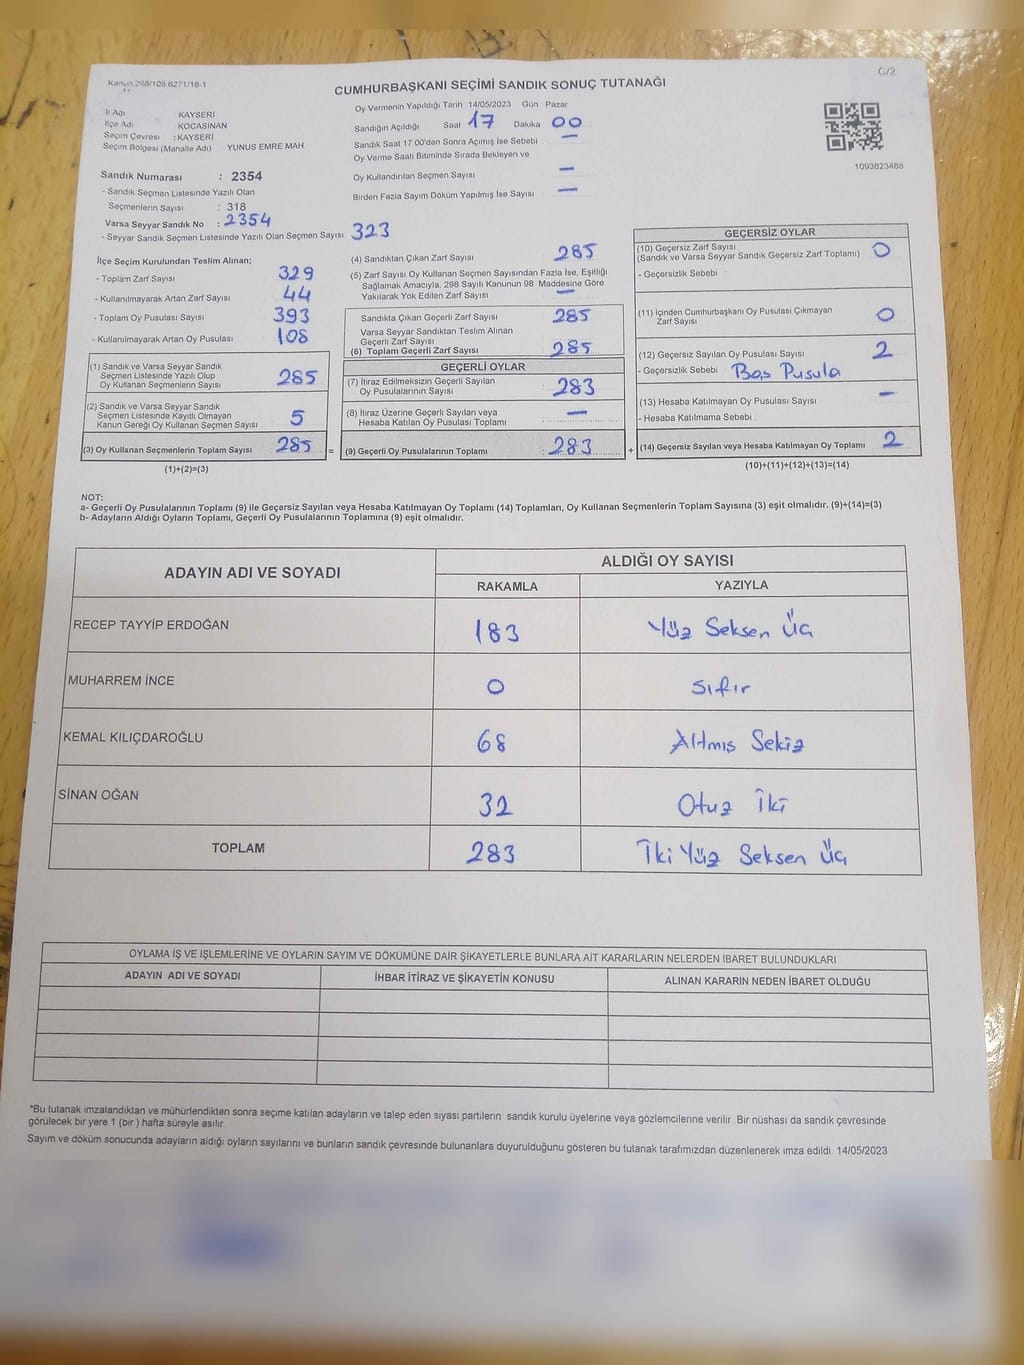 Kanun 298/105 6271/18-1
G/2
CUMHURBAŞKANI SEÇİMİ SANDIK SONUÇ TUTANAĞI
İl Adı KAYSERİ
İlçe Adı KOCASİNAN
Seçim Çevresi : KAYSERİ
Seçim Bölgesi (Mahalle Adı) YUNUS EMRE MAH
Oy Vermenin Yapıldığı Tarih : 14/05/2023 Gün : Pazar
Sandığın Açıldığı Saat 17 Dakika 00
Sandık Saat 17 00'den Sonra Açılmış İse Sebebi —
Oy Verme Saati Bitiminde Sırada Bekleyen ve
Oy Kullandırılan Seçmen Sayısı —
Birden Fazla Sayım Döküm Yapılmış İse Sayısı —
1093823468
Sandık Numarası : 2354
- Sandık Seçmen Listesinde Yazılı Olan
Seçmenlerin Sayısı : 318
Varsa Seyyar Sandık No : 2354
- Seyyar Sandık Seçmen Listesinde Yazılı Olan Seçmen Sayısı 323
İlçe Seçim Kurulundan Teslim Alınan:
- Toplam Zarf Sayısı 329
- Kullanılmayarak Artan Zarf Sayısı 44
- Toplam Oy Pusulası Sayısı 393
- Kullanılmayarak Artan Oy Pusulası 108
(1) Sandık ve Varsa Seyyar Sandık
Seçmen Listesinde Yazılı Olup
Oy Kullanan Seçmenlerin Sayısı 285
(2) Sandık ve Varsa Seyyar Sandık
Seçmen Listesinde Kayıtlı Olmayan
Kanun Gereği Oy Kullanan Seçmen Sayısı 5
(3) Oy Kullanan Seçmenlerin Toplam Sayısı 285 =
(1)+(2)=(3)
(4) Sandıktan Çıkan Zarf Sayısı 285
(5) Zarf Sayısı Oy Kullanan Seçmen Sayısından Fazla İse, Eşitliği
Sağlamak Amacıyla, 298 Sayılı Kanunun 98 Maddesine Göre
Yakılarak Yok Edilen Zarf Sayısı —
Sandıkta Çıkan Geçerli Zarf Sayısı 285
Varsa Seyyar Sandıktan Teslim Alınan
Geçerli Zarf Sayısı
(6) Toplam Geçerli Zarf Sayısı 285
GEÇERLİ OYLAR
(7) İtiraz Edilmeksizin Geçerli Sayılan
Oy Pusulalarının Sayısı 283
(8) İtiraz Üzerine Geçerli Sayılan veya
Hesaba Katılan Oy Pusulası Toplamı —
(9) Geçerli Oy Pusulalarının Toplamı : 283 +
GEÇERSİZ OYLAR
(10) Geçersiz Zarf Sayısı
(Sandık ve Varsa Seyyar Sandık Geçersiz Zarf Toplamı) 0
- Geçersizlik Sebebi :
(11) İçinden Cumhurbaşkanı Oy Pusulası Çıkmayan
Zarf Sayısı 0
(12) Geçersiz Sayılan Oy Pusulası Sayısı 2
- Geçersizlik Sebebi : Boş Pusula
(13) Hesaba Katılmayan Oy Pusulası Sayısı —
- Hesaba Katılmama Sebebi :
(14) Geçersiz Sayılan veya Hesaba Katılmayan Oy Toplamı 2
(10)+(11)+(12)+(13)=(14)
NOT:
a- Geçerli Oy Pusulalarının Toplamı (9) ile Geçersiz Sayılan veya Hesaba Katılmayan Oy Toplamı (14) Toplamları, Oy Kullanan Seçmenlerin Toplam Sayısına (3) eşit olmalıdır. (9)+(14)=(3)
b- Adayların Aldığı Oyların Toplamı, Geçerli Oy Pusulalarının Toplamına (9) eşit olmalıdır.
ADAYIN ADI VE SOYADI ALDIĞI OY SAYISI
RAKAMLA YAZIYLA
RECEP TAYYİP ERDOĞAN 183 Yüz Seksen Üç
MUHARREM İNCE 0 Sıfır
KEMAL KILIÇDAROĞLU 68 Altmış Sekiz
SİNAN OĞAN 32 Otuz İki
TOPLAM 283 İki Yüz Seksen Üç
OYLAMA İŞ VE İŞLEMLERİNE VE OYLARIN SAYIM VE DÖKÜMÜNE DAİR ŞİKAYETLERLE BUNLARA AİT KARARLARIN NELERDEN İBARET BULUNDUKLARI
ADAYIN ADI VE SOYADI İHBAR İTİRAZ VE ŞİKAYETİN KONUSU ALINAN KARARIN NEDEN İBARET OLDUĞU
*Bu tutanak imzalandıktan ve mühürlendikten sonra seçime katılan adayların ve talep eden siyasi partilerin sandık kurulu üyelerine veya gözlemcilerine verilir Bir nüshası da sandık çevresinde
görülecek bir yere 1 (bir ) hafta süreyle asılır.
Sayım ve döküm sonucunda adayların aldığı oyların sayılarını ve bunların sandık çevresinde bulunanlara duyurulduğunu gösteren bu tutanak tarafımızdan düzenlenerek imza edildi. 14/05/2023